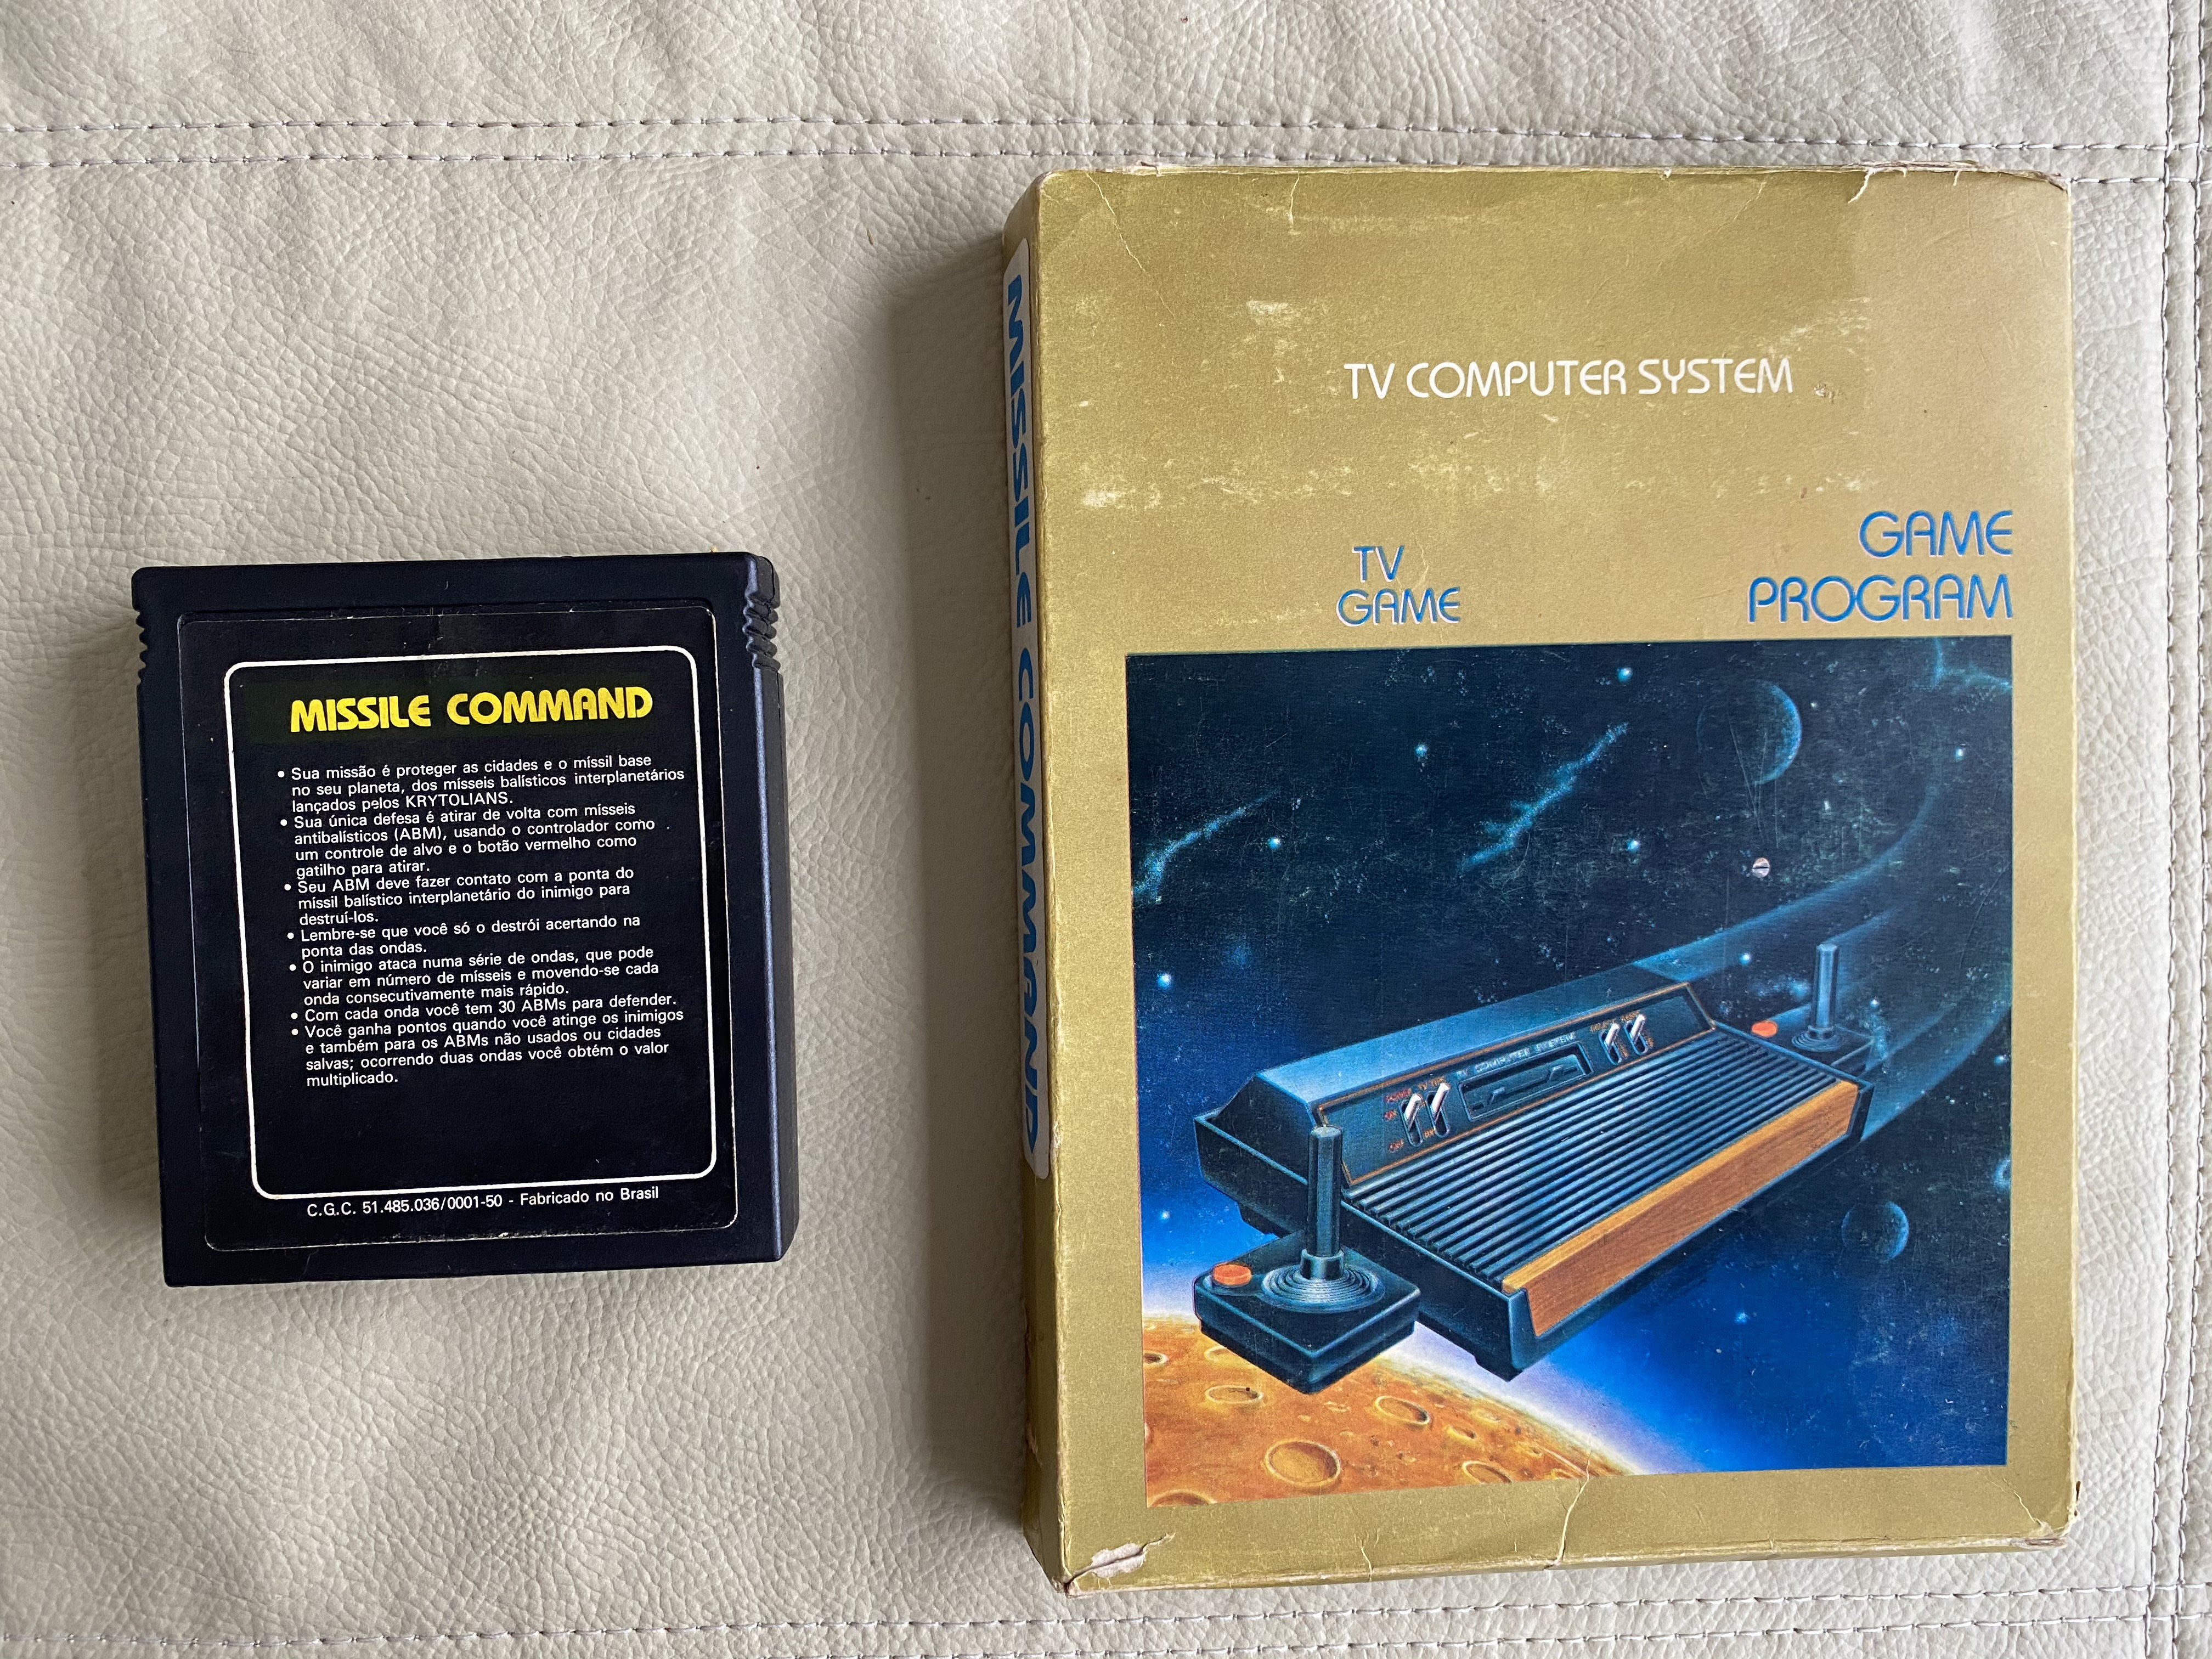 MISSILE COMMAND
• Sua missão é proteger as cidades e o míssil base
no seu planeta, dos mísseis balísticos interplanetários
lançados pelos KRYTOLIANS.
• Sua única defesa é atirar de volta com mísseis
antibalísticos (ABM), usando o controlador como
um controle de alvo e o botão vermelho como
gatilho para atirar.
• Seu ABM deve fazer contato com a ponta do
míssil balístico interplanetário do inimigo para
destruí-los.
• Lembre-se que você só o destrói acertando na
ponta das ondas.
• O inimigo ataca numa série de ondas, que pode
variar em número de mísseis e movendo-se cada
onda consecutivamente mais rápido.
• Com cada onda você tem 30 ABMs para defender.
• Você ganha pontos quando você atinge os inimigos
e também para os ABMs não usados ou cidades
salvas; ocorrendo duas ondas você obtém o valor
multiplicado.
C.G.C. 51.485.036/0001-50 - Fabricado no Brasil
MISSILE COMMAND
TV COMPUTER SYSTEM
TV
GAME
GAME
PROGRAM
TV COMPUTER SYSTEM